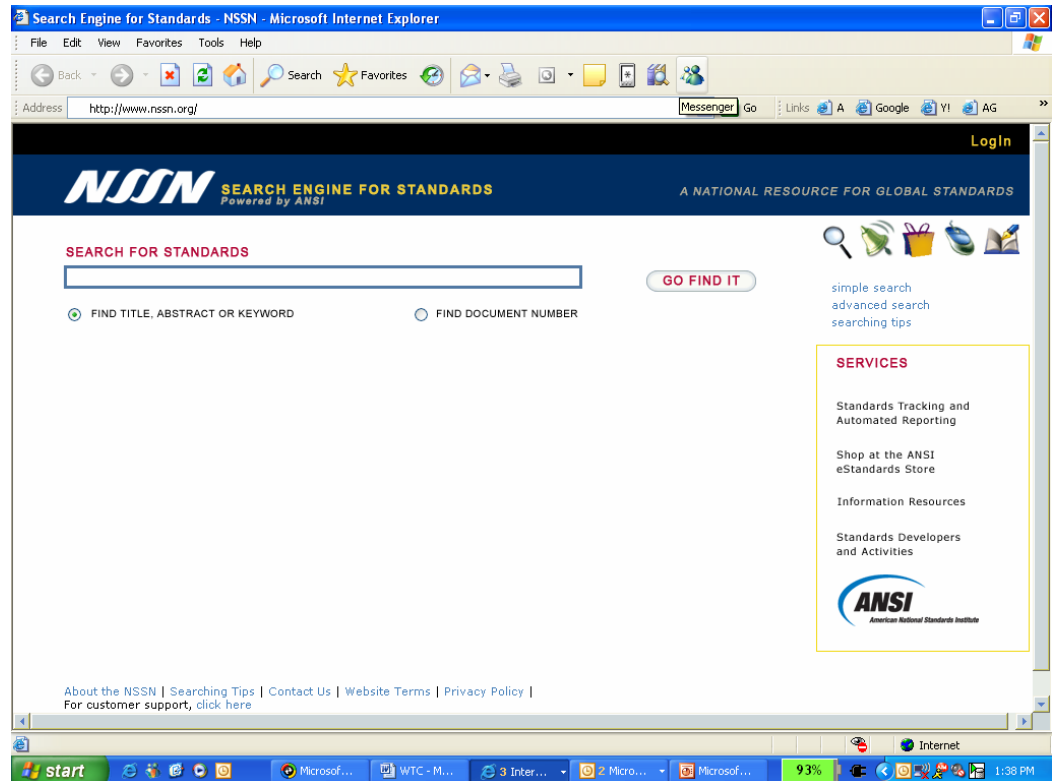 Search Engine for Standards - NSSN - Microsoft Internet Explorer
File Edit View Favorites Tools Help
Back Search Favorites
Address http://www.nssn.org/ Messenger Go Links A Google Y! AG »
LogIn
NSSN SEARCH ENGINE FOR STANDARDS
Powered by ANSI
A NATIONAL RESOURCE FOR GLOBAL STANDARDS
SEARCH FOR STANDARDS
GO FIND IT
FIND TITLE, ABSTRACT OR KEYWORD FIND DOCUMENT NUMBER
simple search
advanced search
searching tips
SERVICES
Standards Tracking and
Automated Reporting
Shop at the ANSI
eStandards Store
Information Resources
Standards Developers
and Activities
ANSI
American National Standards Institute
About the NSSN | Searching Tips | Contact Us | Website Terms | Privacy Policy |
For customer support, click here
Internet
start Microsof... WTC - M... 3 Inter... 2 Micro... Microsof... 93% 1:38 PM